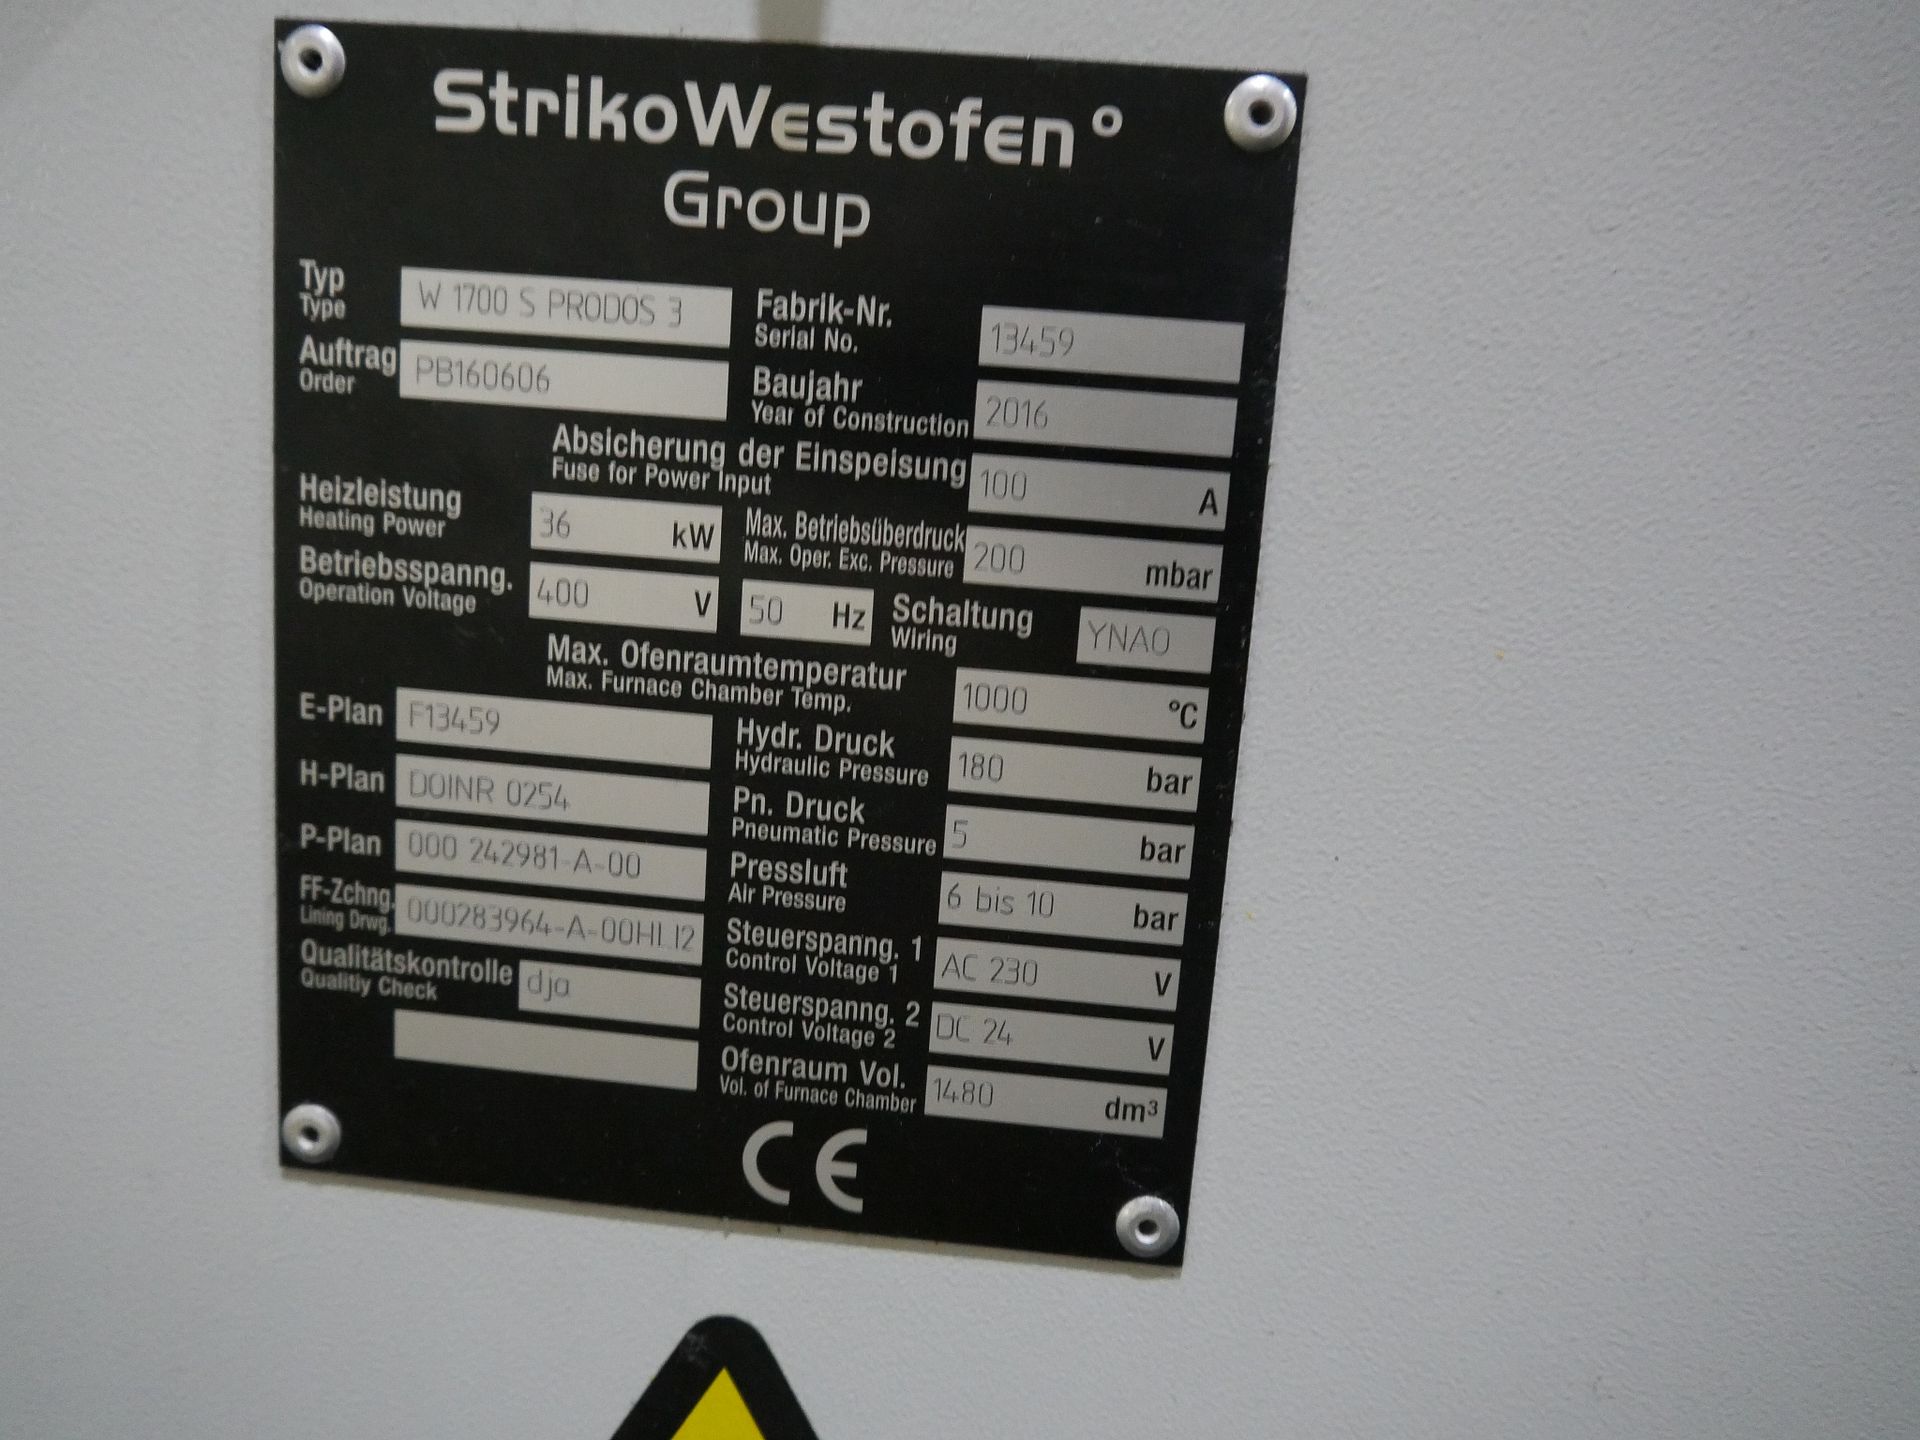 StrikoWestofen°
Group
Typ
Type
W 1700 S PRODOS 3
Fabrik-Nr.
Serial No.
13459
Auftrag
Order
PB160606
Baujahr
Year of Construction
2016
Absicherung der Einspeisung
Fuse for Power Input
100 A
Heizleistung
Heating Power
36 kW
Max. Betriebsüberdruck
Max. Oper. Exc. Pressure
200 mbar
Betriebsspanng.
Operation Voltage
400 V
50 Hz
Schaltung
Wiring
YNAO
Max. Ofenraumtemperatur
Max. Furnace Chamber Temp.
1000 °C
E-Plan
F13459
Hydr. Druck
Hydraulic Pressure
180 bar
H-Plan
DOINR 0254
Pn. Druck
Pneumatic Pressure
5 bar
P-Plan
000 242981-A-00
Pressluft
Air Pressure
6 bis 10 bar
FF-Zchng.
Lining Drwg.
000283964-A-00HLI2
Steuerspanng. 1
Control Voltage 1
AC 230 V
Qualitätskontrolle
Qualitiy Check
dja
Steuerspanng. 2
Control Voltage 2
DC 24 V
Ofenraum Vol.
Vol. of Furnace Chamber
1480 dm³
CE